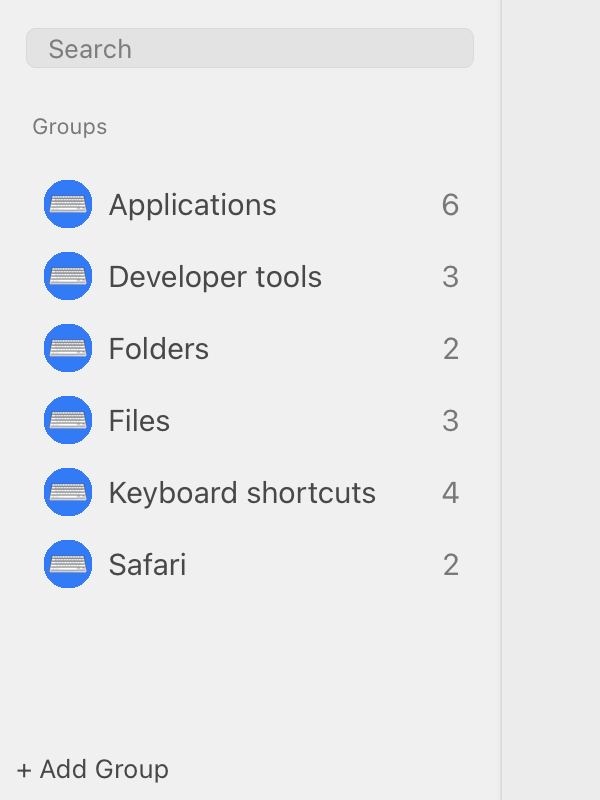 Search
Groups
Applications 6
Developer tools 3
Folders 2
Files 3
Keyboard shortcuts 4
Safari 2
+ Add Group